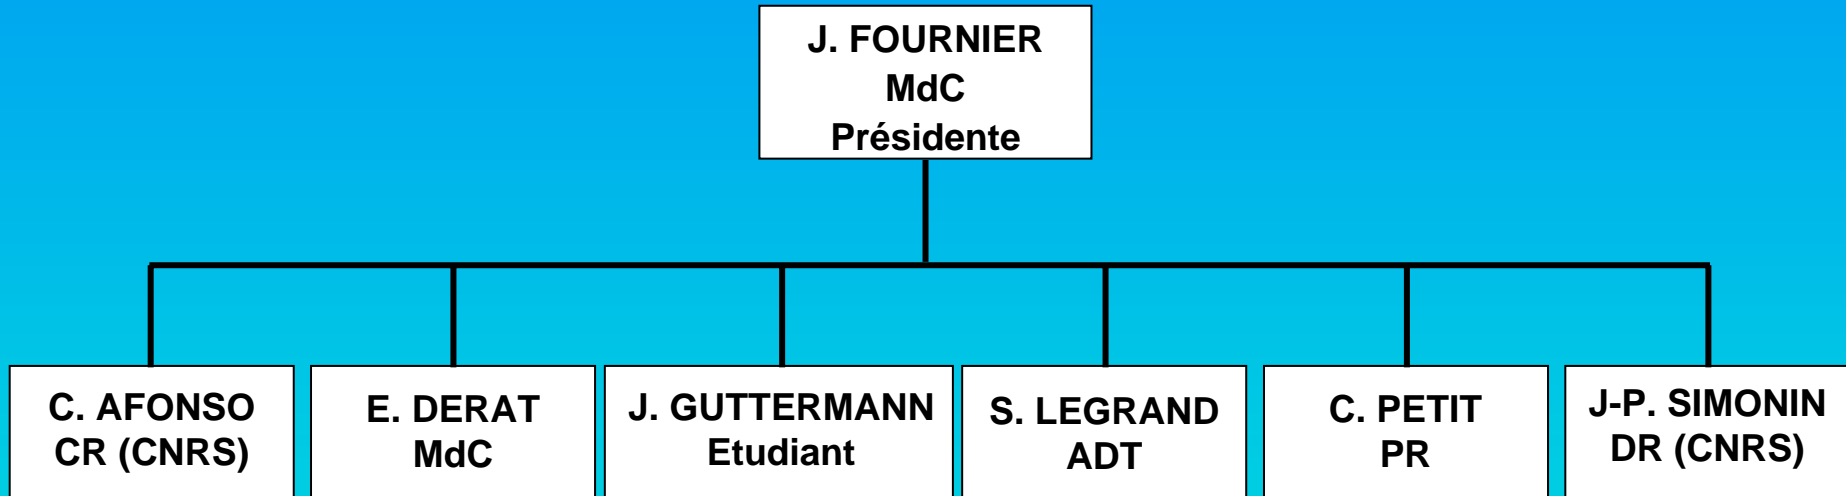 J. FOURNIER
MdC
Présidente
C. AFONSO
CR (CNRS)
E. DERAT
MdC
J. GUTTERMANN
Etudiant
S. LEGRAND
ADT
C. PETIT
PR
J-P. SIMONIN
DR (CNRS)